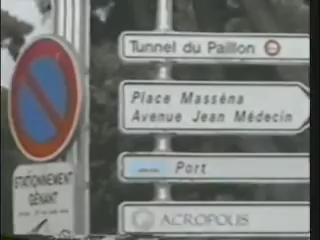 Tunnel du Paillon
Place Masséna
Avenue Jean Médecin
Port
ACROPOLIS
STATIONNEMENT
GÊNANT